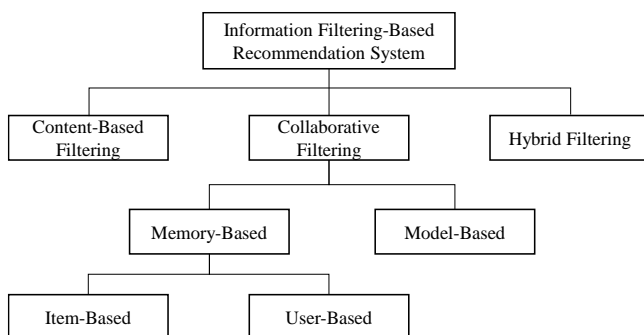 Information Filtering-Based
Recommendation System
Content-Based
Filtering
Collaborative
Filtering
Hybrid Filtering
Memory-Based
Model-Based
Item-Based
User-Based